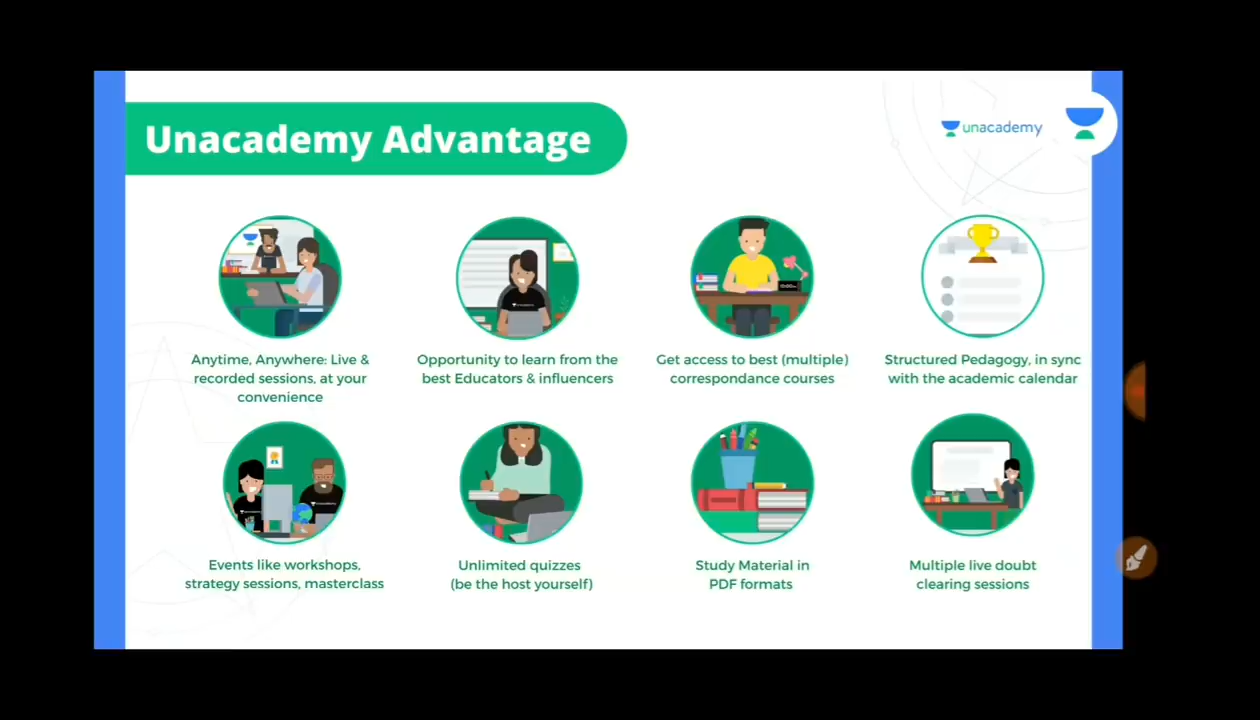 Unacademy Advantage
unacademy
Anytime, Anywhere: Live &
recorded sessions, at your
convenience
Opportunity to learn from the
best Educators & influencers
Get access to best (multiple)
correspondance courses
Structured Pedagogy, in sync
with the academic calendar
Events like workshops,
strategy sessions, masterclass
Unlimited quizzes
(be the host yourself)
Study Material in
PDF formats
Multiple live doubt
clearing sessions